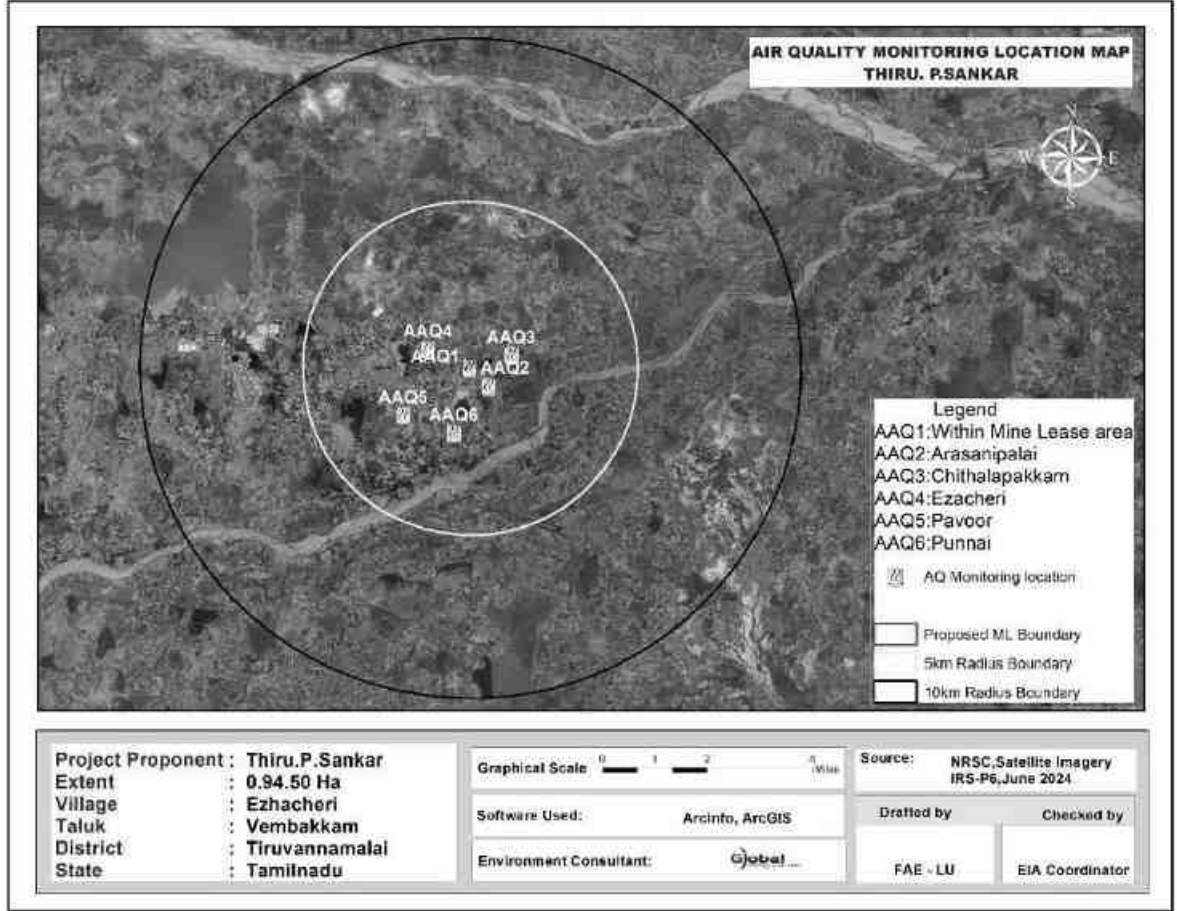 AIR QUALITY MONITORING LOCATION MAP
THIRU. P.SANKAR
N
W E
S
AAQ4
AAQ3
AAQ1
AAQ2
AAQ5
AAQ6
Legend
AAQ1:Within Mine Lease area
AAQ2:Arasanipalai
AAQ3:Chithalapakkam
AAQ4:Ezacheri
AAQ5:Pavoor
AAQ6:Punnai
AQ Monitoring location
Proposed ML Boundary
5km Radius Boundary
10km Radius Boundary
Project Proponent : Thiru.P.Sankar
Extent : 0.94.50 Ha
Village : Ezhacheri
Taluk : Vembakkam
District : Tiruvannamalai
State : Tamilnadu
Graphical Scale 0 1 2 4 Miles
Software Used: Arcinfo, ArcGIS
Environment Consultant: Global
Source: NRSC,Satellite Imagery
IRS-P6,June 2024
Drafted by Checked by
FAE - LU EIA Coordinator